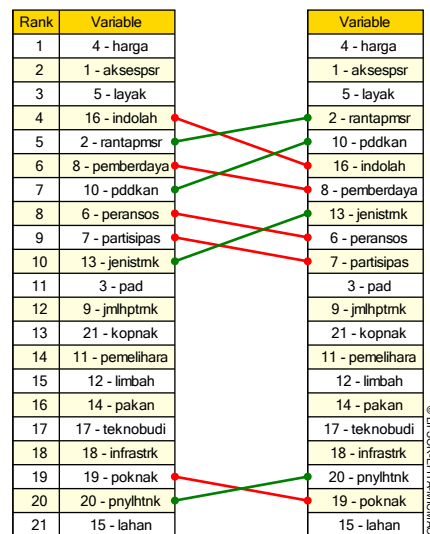 Rank Variable Variable
1 4 - harga 4 - harga
2 1 - aksespsr 1 - aksespsr
3 5 - layak 5 - layak
4 16 - indolah 2 - rantapmsr
5 2 - rantapmsr 10 - pddkan
6 8 - pemberdaya 16 - indolah
7 10 - pddkan 8 - pemberdaya
8 6 - peransos 13 - jenistrnk
9 7 - partisipas 6 - peransos
10 13 - jenistrnk 7 - partisipas
11 3 - pad 3 - pad
12 9 - jmlhptrnk 9 - jmlhptrnk
13 21 - kopnak 21 - kopnak
14 11 - pemelihara 11 - pemelihara
15 12 - limbah 12 - limbah
16 14 - pakan 14 - pakan
17 17 - teknobudi 17 - teknobudi
18 18 - infrastrk 18 - infrastrk
19 19 - poknak 20 - pnylhtnk
20 20 - pnylhtnk 19 - poknak
21 15 - lahan 15 - lahan